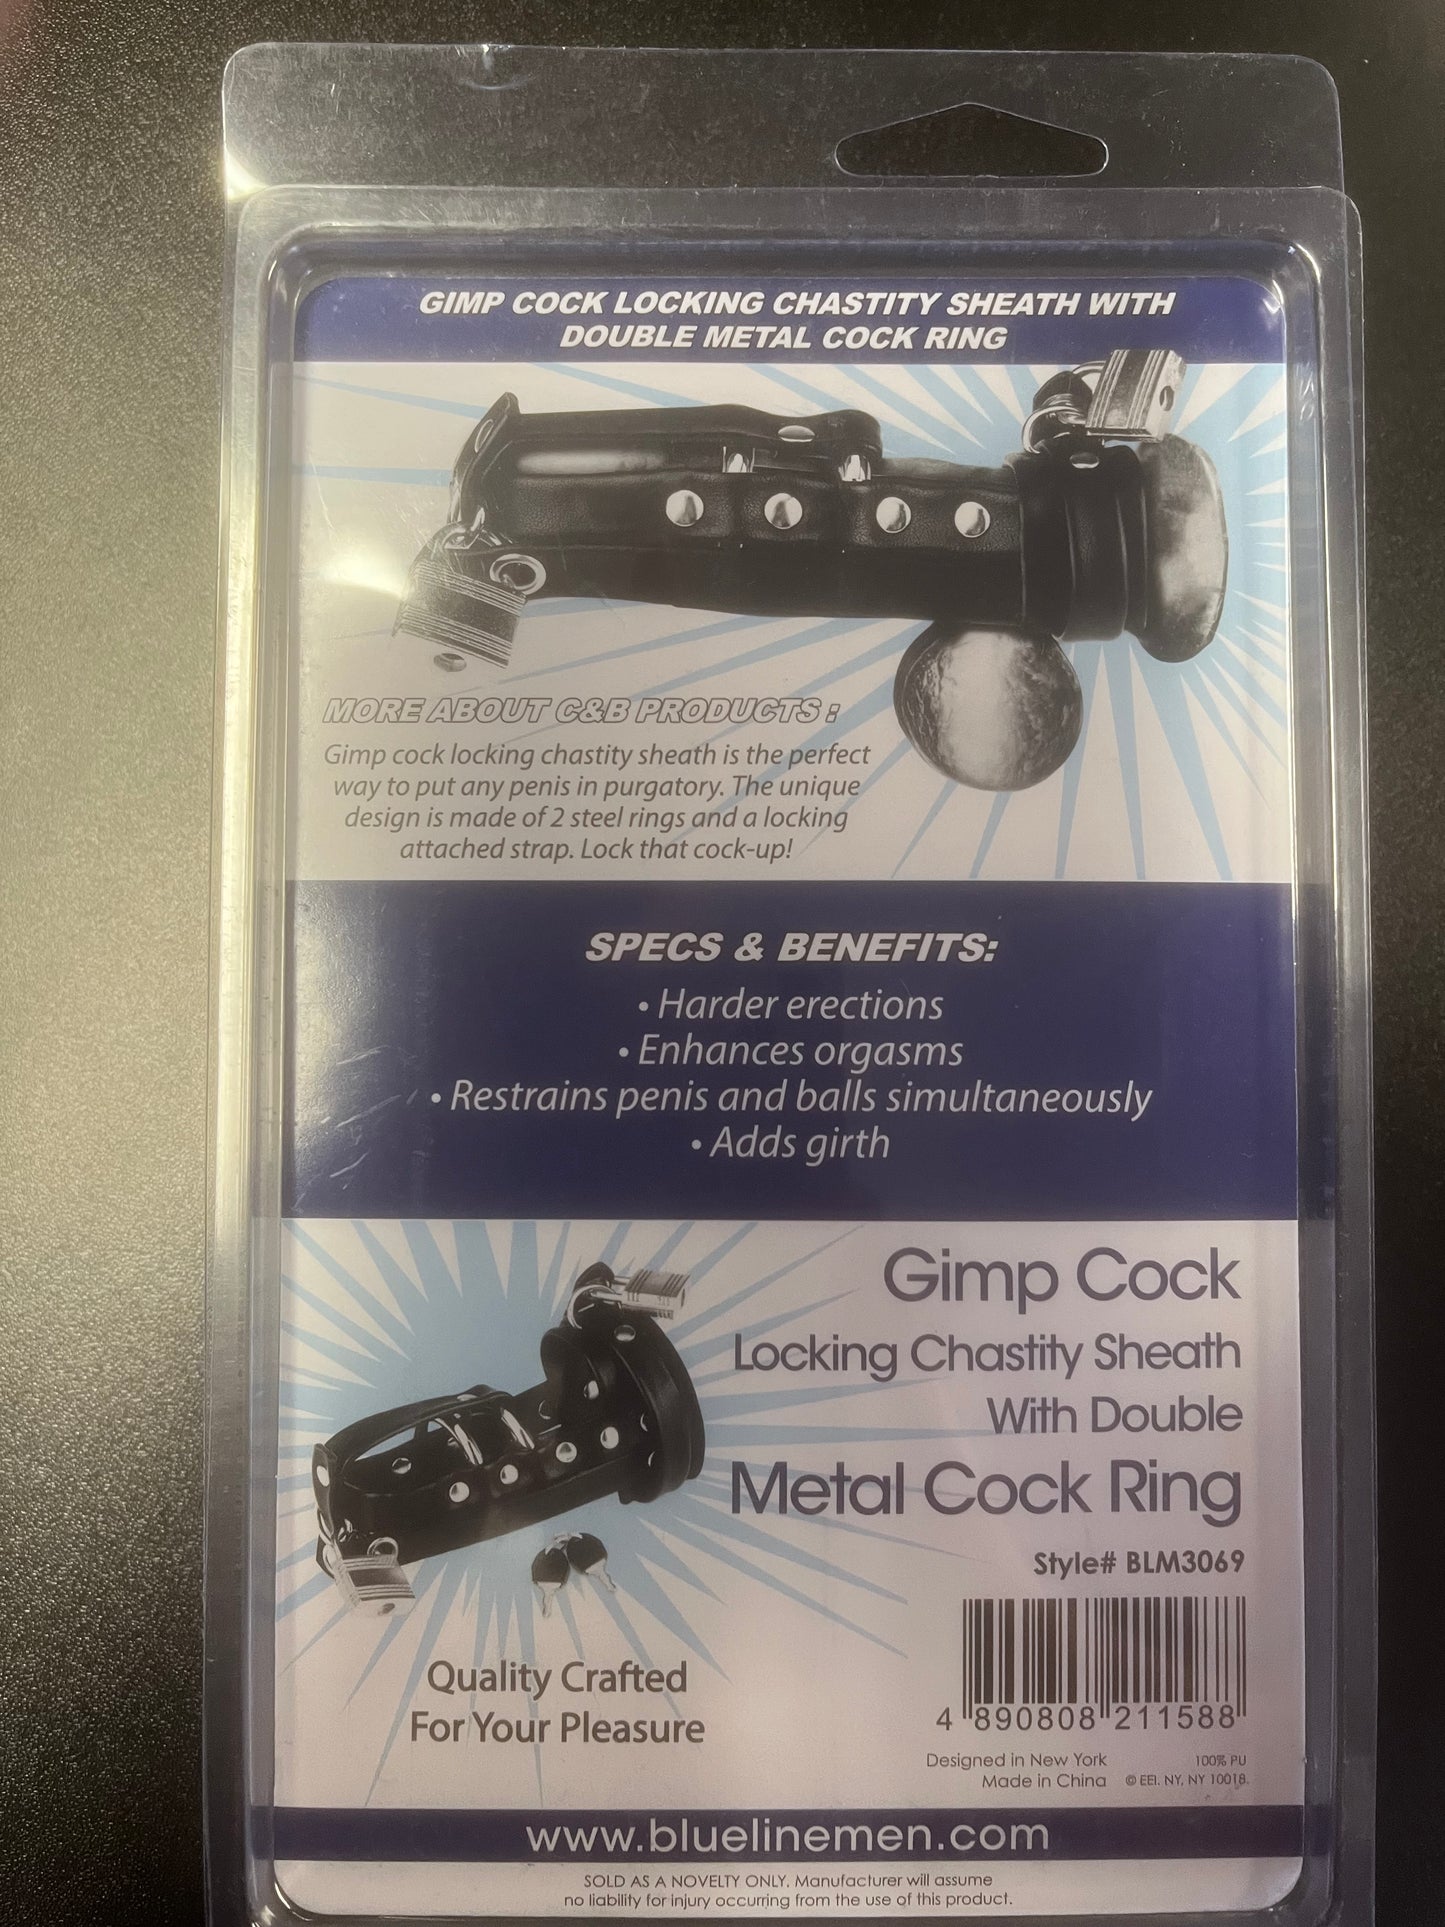 GIMP COCK LOCKING CHASTITY SHEATH WITH
DOUBLE METAL COCK RING
MORE ABOUT C&B PRODUCTS :
Gimp cock locking chastity sheath is the perfect
way to put any penis in purgatory. The unique
design is made of 2 steel rings and a locking
attached strap. Lock that cock-up!
SPECS & BENEFITS:
• Harder erections
• Enhances orgasms
• Restrains penis and balls simultaneously
• Adds girth
Gimp Cock
Locking Chastity Sheath
With Double
Metal Cock Ring
Style# BLM3069
4 890808 211588
Quality Crafted
For Your Pleasure
Designed in New York 100% PU
Made in China © EEI. NY, NY 10018.
www.bluelinemen.com
SOLD AS A NOVELTY ONLY. Manufacturer will assume
no liability for injury occurring from the use of this product.